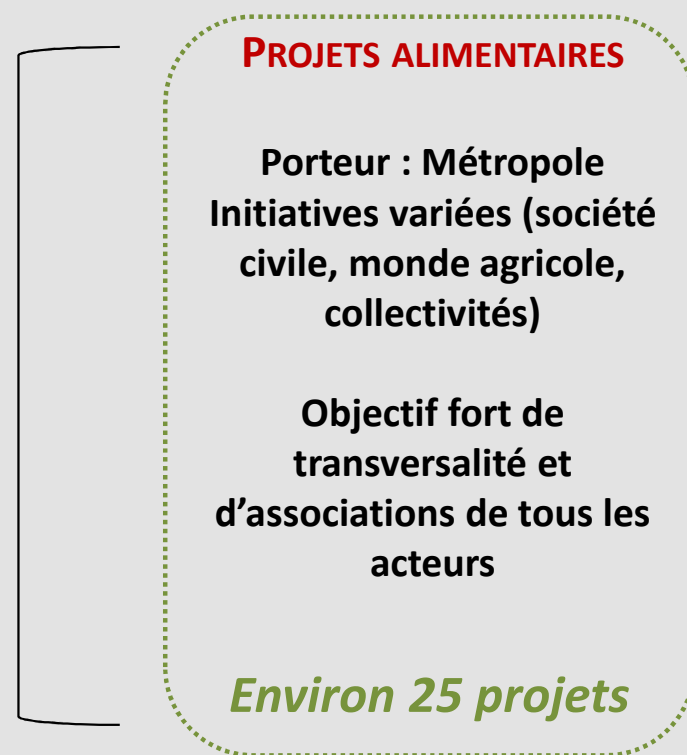 PROJETS ALIMENTAIRES
Porteur : Métropole
Initiatives variées (société
civile, monde agricole,
collectivités)
Objectif fort de
transversalité et
d’associations de tous les
acteurs
Environ 25 projets